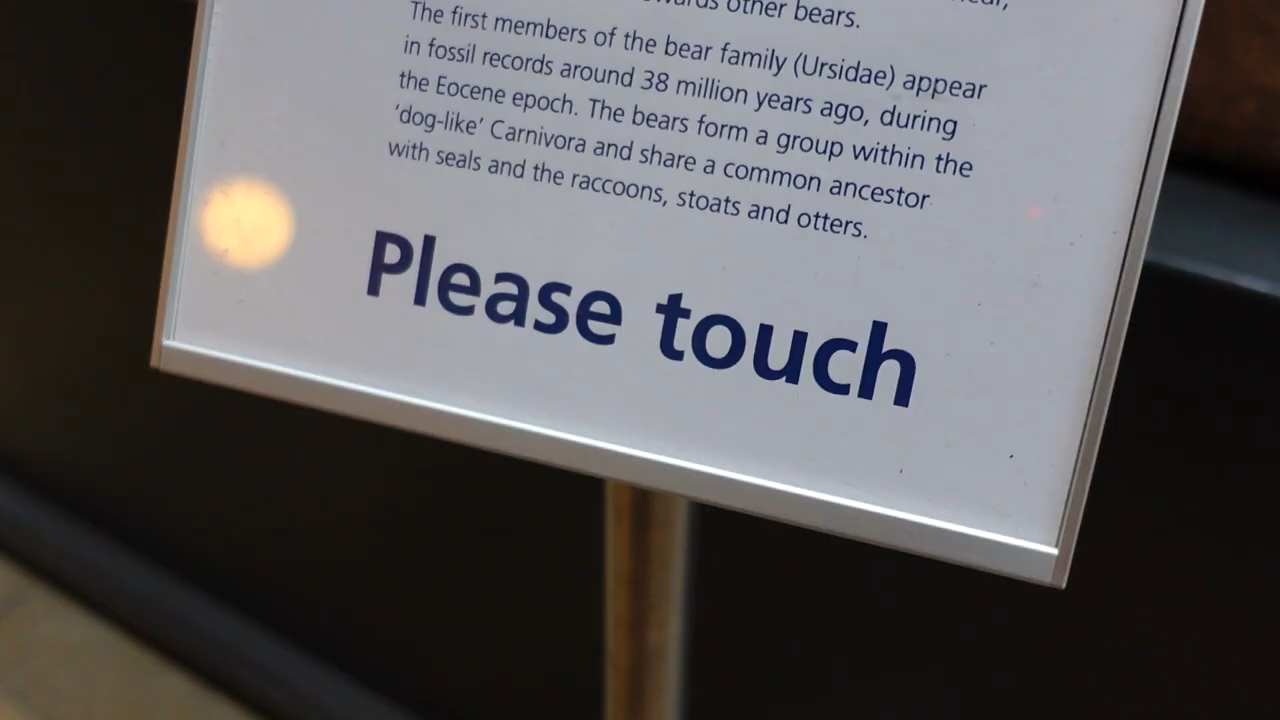 other bears.
The first members of the bear family (Ursidae) appear
in fossil records around 38 million years ago, during
the Eocene epoch. The bears form a group within the
‘dog-like’ Carnivora and share a common ancestor
with seals and the raccoons, stoats and otters.
Please touch